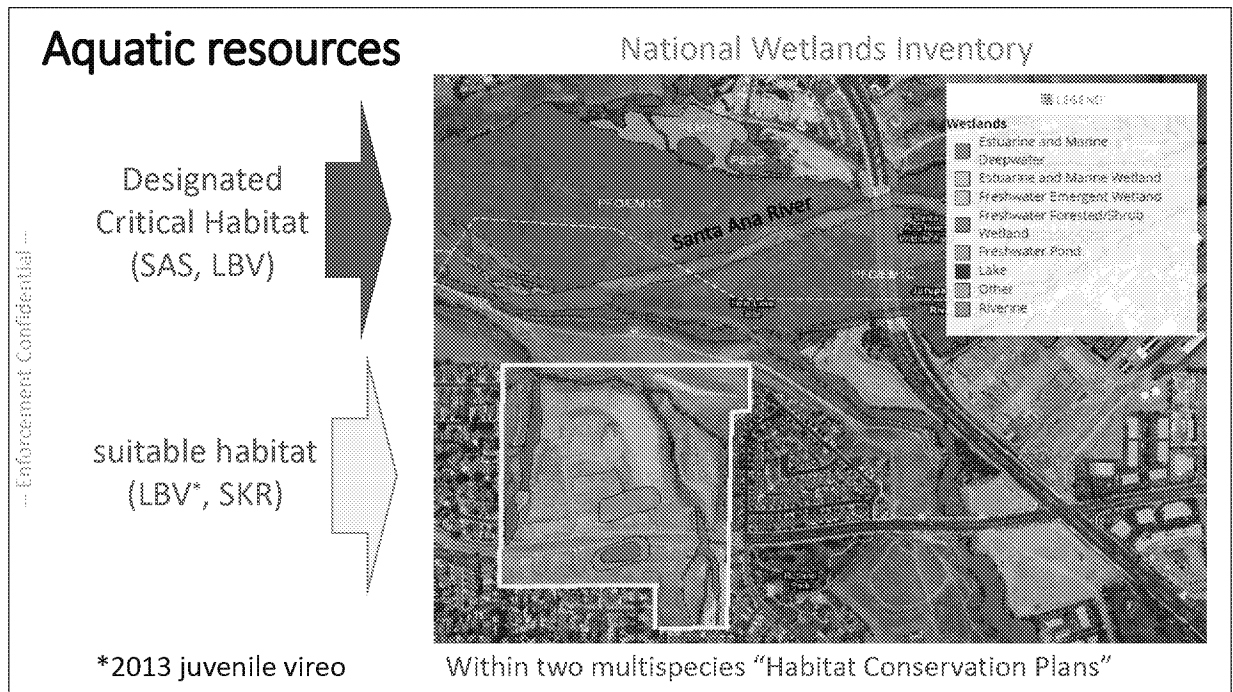 Aquatic resources
National Wetlands Inventory
-- Enforcement Confidential --
Designated
Critical Habitat
(SAS, LBV)
suitable habitat
(LBV*, SKR)
Santa Ana River
LEGEND
Wetlands
Estuarine and Marine
Deepwater
Estuarine and Marine Wetland
Freshwater Emergent Wetland
Freshwater Forested/Shrub
Wetland
Freshwater Pond
Lake
Other
Riverine
*2013 juvenile vireo
Within two multispecies “Habitat Conservation Plans”